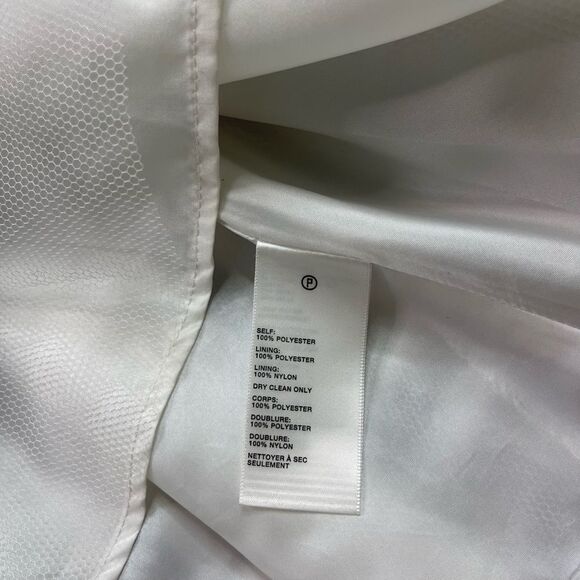 P
SELF:
100% POLYESTER
LINING:
100% POLYESTER
LINING:
100% NYLON
DRY CLEAN ONLY
CORPS:
100% POLYESTER
DOUBLURE:
100% POLYESTER
DOUBLURE:
100% NYLON
NETTOYER À SEC
SEULEMENT